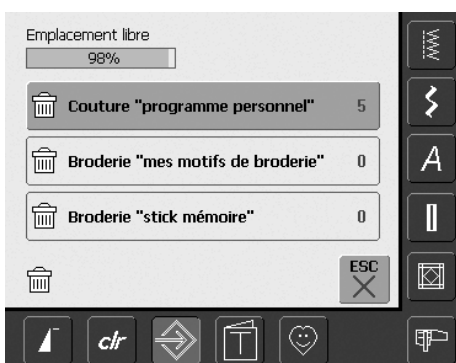 Emplacement libre
98%
Couture "programme personnel" 5
Broderie "mes motifs de broderie" 0
Broderie "stick mémoire" 0
ESC
A
clr
T